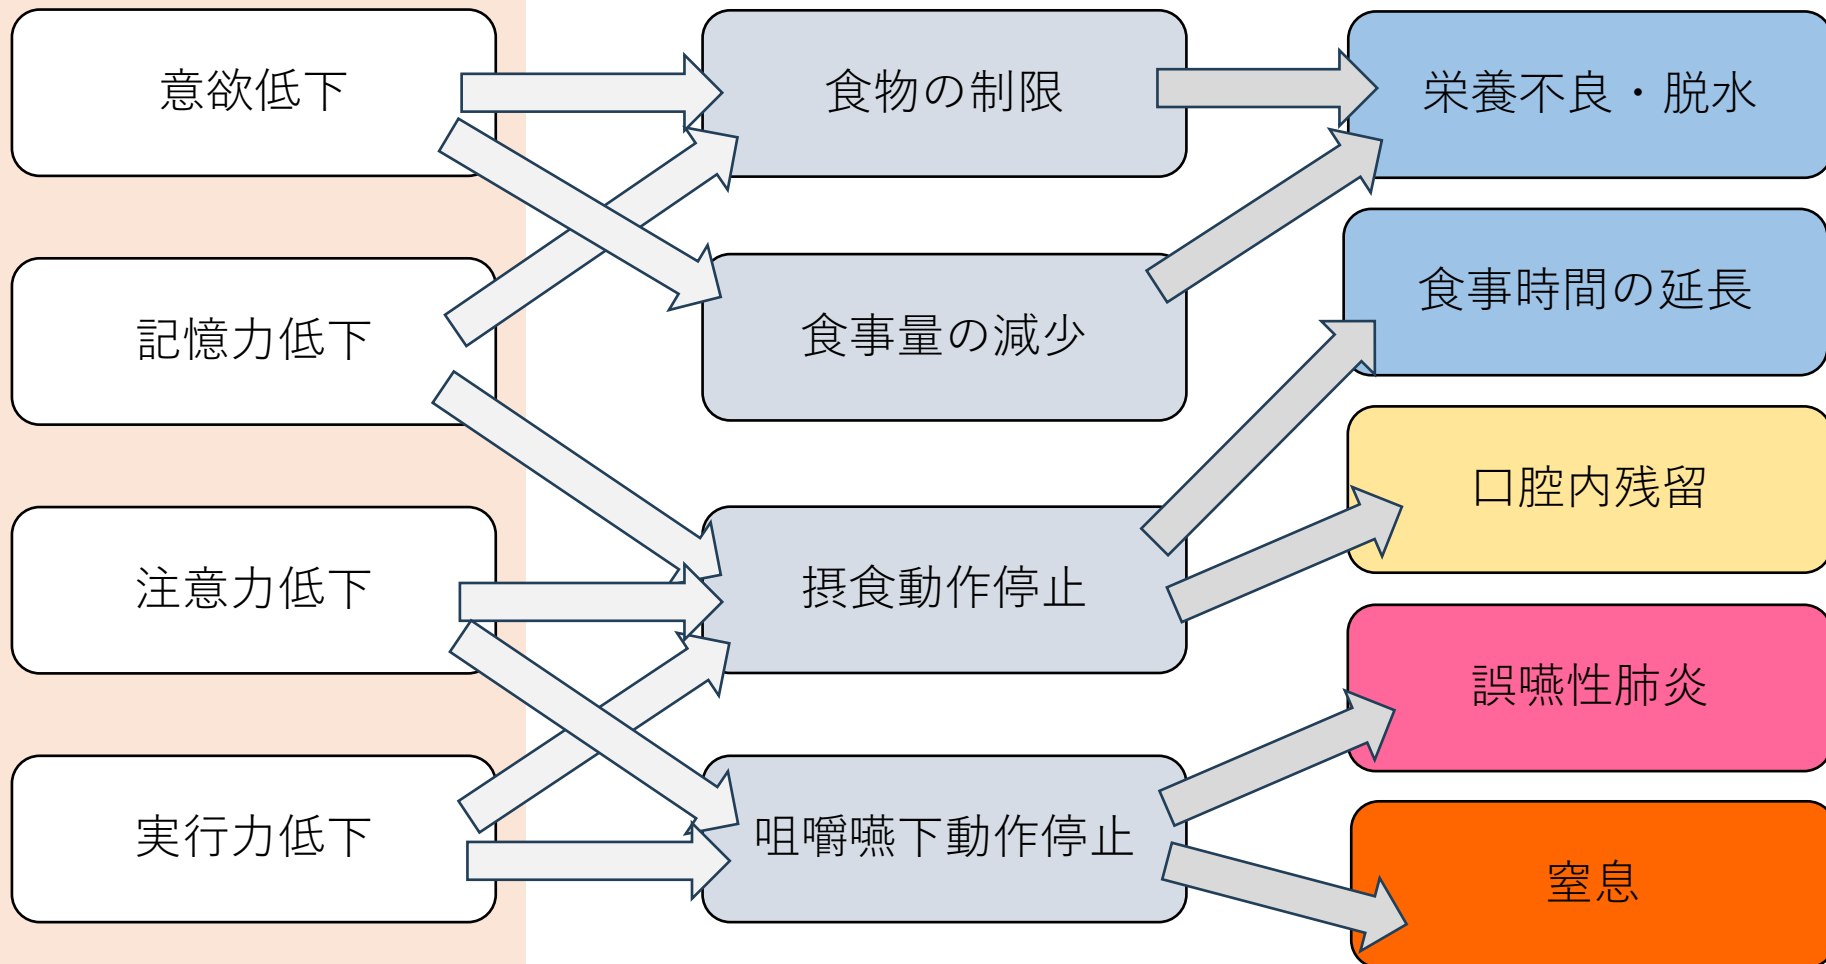 意欲低下
記憶力低下
注意力低下
実行力低下
食物の制限
食事量の減少
摂食動作停止
咀嚼嚥下動作停止
栄養不良・脱水
食事時間の延長
口腔内残留
誤嚥性肺炎
窒息